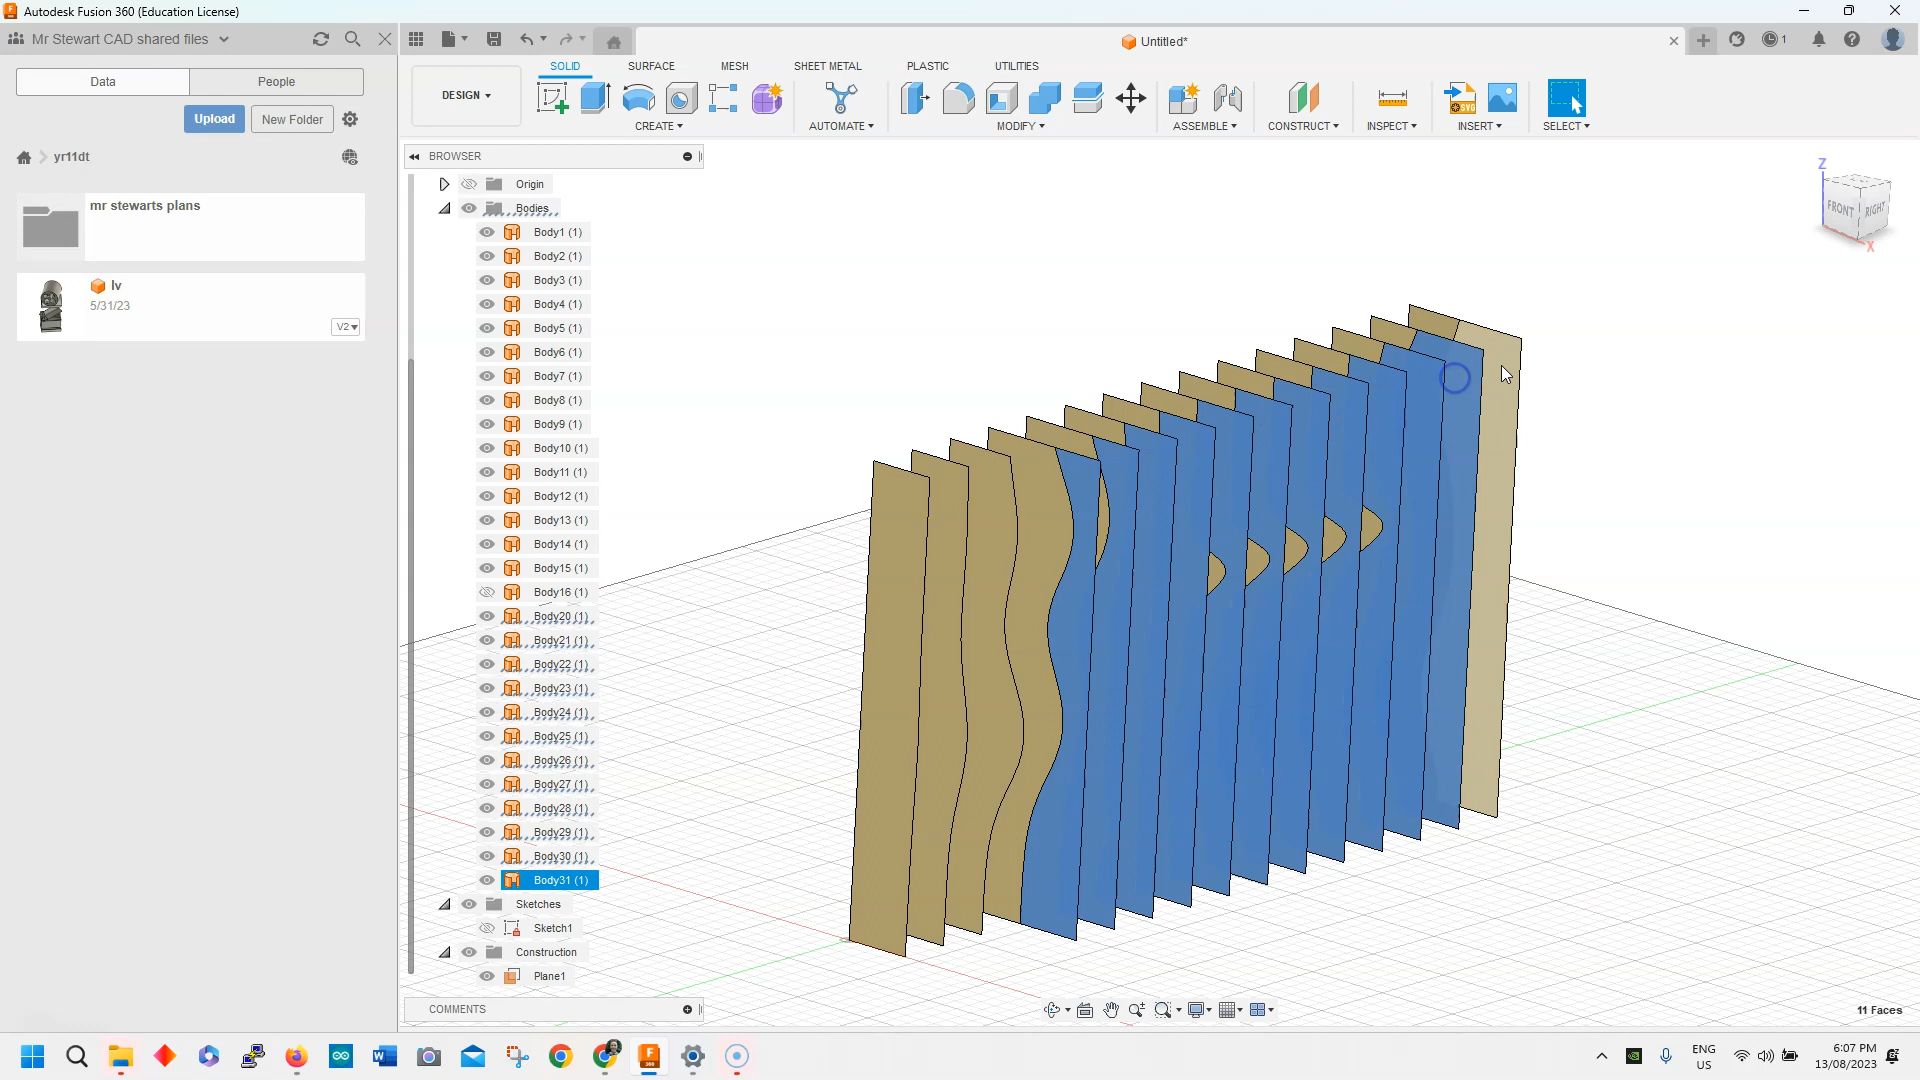 Autodesk Fusion 360 (Education License)
Mr Stewart CAD shared files
Untitled*
1
Data
People
Upload
New Folder
yr11dt
mr stewarts plans
lv
5/31/23
V2
DESIGN
SOLID
SURFACE
MESH
SHEET METAL
PLASTIC
UTILITIES
CREATE
AUTOMATE
MODIFY
ASSEMBLE
CONSTRUCT
INSPECT
INSERT
SELECT
SVG
BROWSER
Origin
Bodies
Body1 (1)
Body2 (1)
Body3 (1)
Body4 (1)
Body5 (1)
Body6 (1)
Body7 (1)
Body8 (1)
Body9 (1)
Body10 (1)
Body11 (1)
Body12 (1)
Body13 (1)
Body14 (1)
Body15 (1)
Body16 (1)
Body20 (1)
Body21 (1)
Body22 (1)
Body23 (1)
Body24 (1)
Body25 (1)
Body26 (1)
Body27 (1)
Body28 (1)
Body29 (1)
Body30 (1)
Body31 (1)
Sketches
Sketch1
Construction
Plane1
COMMENTS
Z
FRONT
RIGHT
X
11 Faces
ENG
US
6:07 PM
13/08/2023